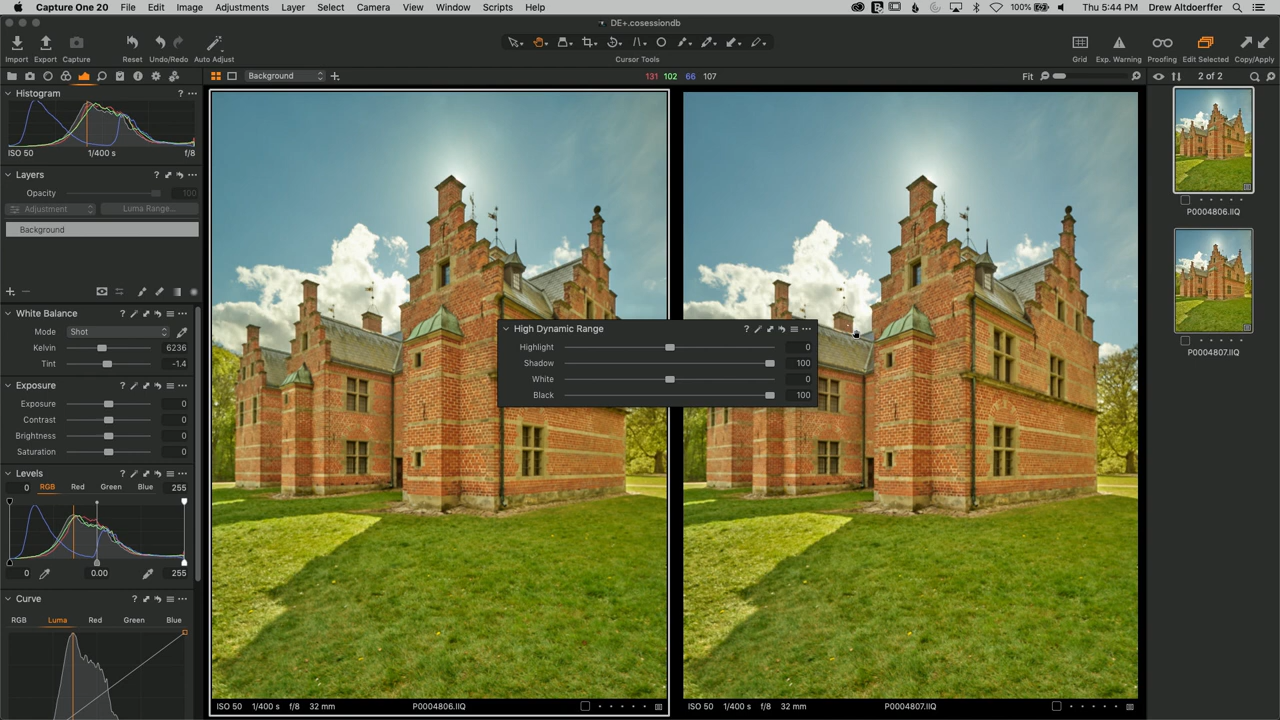 Capture One 20 File Edit Image Adjustments Layer Select Camera View Window Scripts Help 100% Thu 5:44 PM Drew Altdoerffer
DE+.cosessiondb
Import Export Capture Reset Undo/Redo Auto Adjust Cursor Tools Grid Exp. Warning Proofing Edit Selected Copy/Apply
Background 131 102 66 107 Fit 2 of 2
Histogram ?
ISO 50 1/400 s f/8
Layers ?
Opacity 100
Adjustment Luma Range...
Background
White Balance ?
Mode Shot
Kelvin 6236
Tint -1.4
Exposure ?
Exposure 0
Contrast 0
Brightness 0
Saturation 0
Levels ?
0 RGB Red Green Blue 255
0 0.00 255
Curve ?
RGB Luma Red Green Blue
High Dynamic Range ?
Highlight 0
Shadow 100
White 0
Black 100
ISO 50 1/400 s f/8 32 mm P0004806.IIQ
ISO 50 1/400 s f/8 32 mm P0004807.IIQ
P0004806.IIQ
P0004807.IIQ